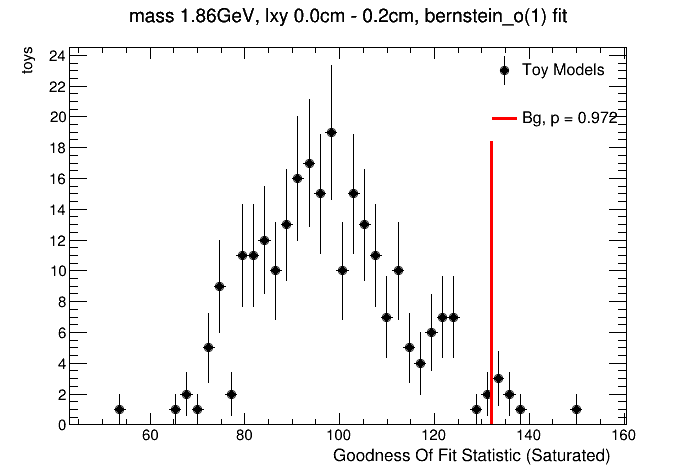 mass 1.86GeV, lxy 0.0cm - 0.2cm, bernstein_o(1) fit
toys
24
22
20
18
16
14
12
10
8
6
4
2
0
Toy Models
Bg, p = 0.972
60 80 100 120 140 160
Goodness Of Fit Statistic (Saturated)